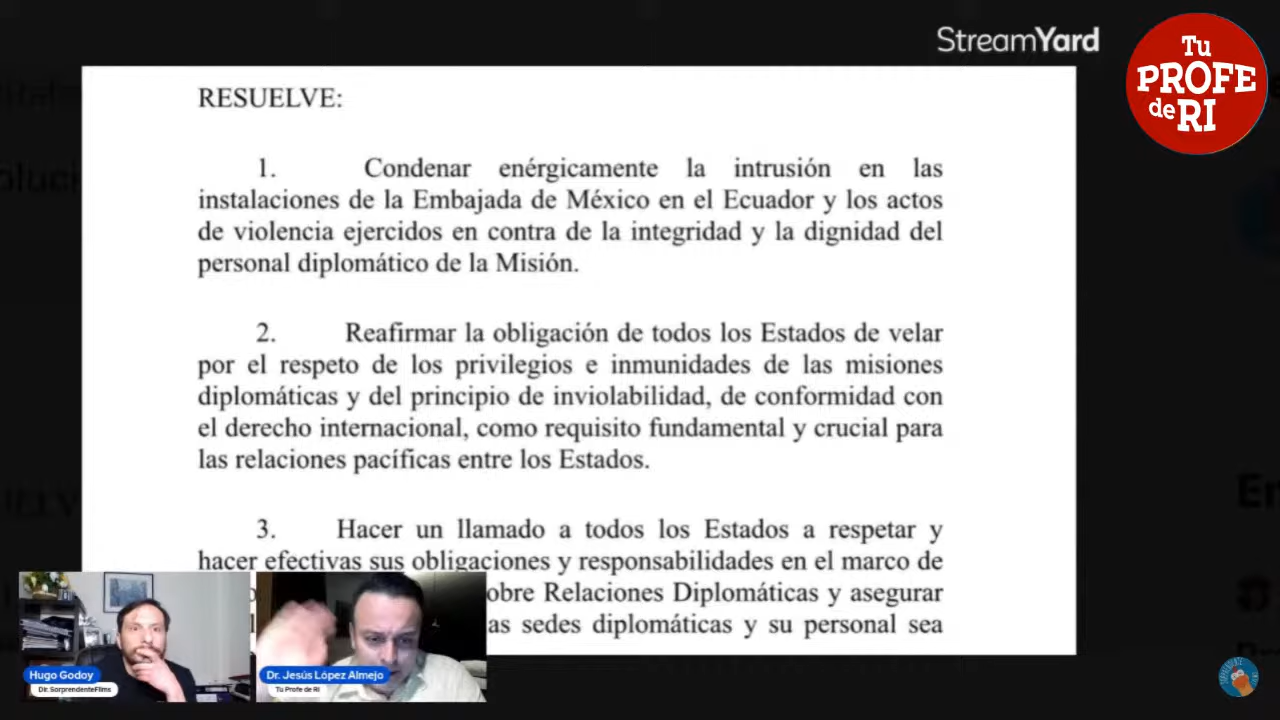 StreamYard
Tu
PROFE
de RI
RESUELVE:
1. Condenar enérgicamente la intrusión en las
instalaciones de la Embajada de México en el Ecuador y los actos
de violencia ejercidos en contra de la integridad y la dignidad del
personal diplomático de la Misión.
2. Reafirmar la obligación de todos los Estados de velar
por el respeto de los privilegios e inmunidades de las misiones
diplomáticas y del principio de inviolabilidad, de conformidad con
el derecho internacional, como requisito fundamental y crucial para
las relaciones pacíficas entre los Estados.
3. Hacer un llamado a todos los Estados a respetar y
hacer efectivas sus obligaciones y responsabilidades en el marco de
obre Relaciones Diplomáticas y asegurar
as sedes diplomáticas y su personal sea
Hugo Godoy
Dir. SorprendenteFilms
Dr. Jesús López Almejo
Tu Profe de RI